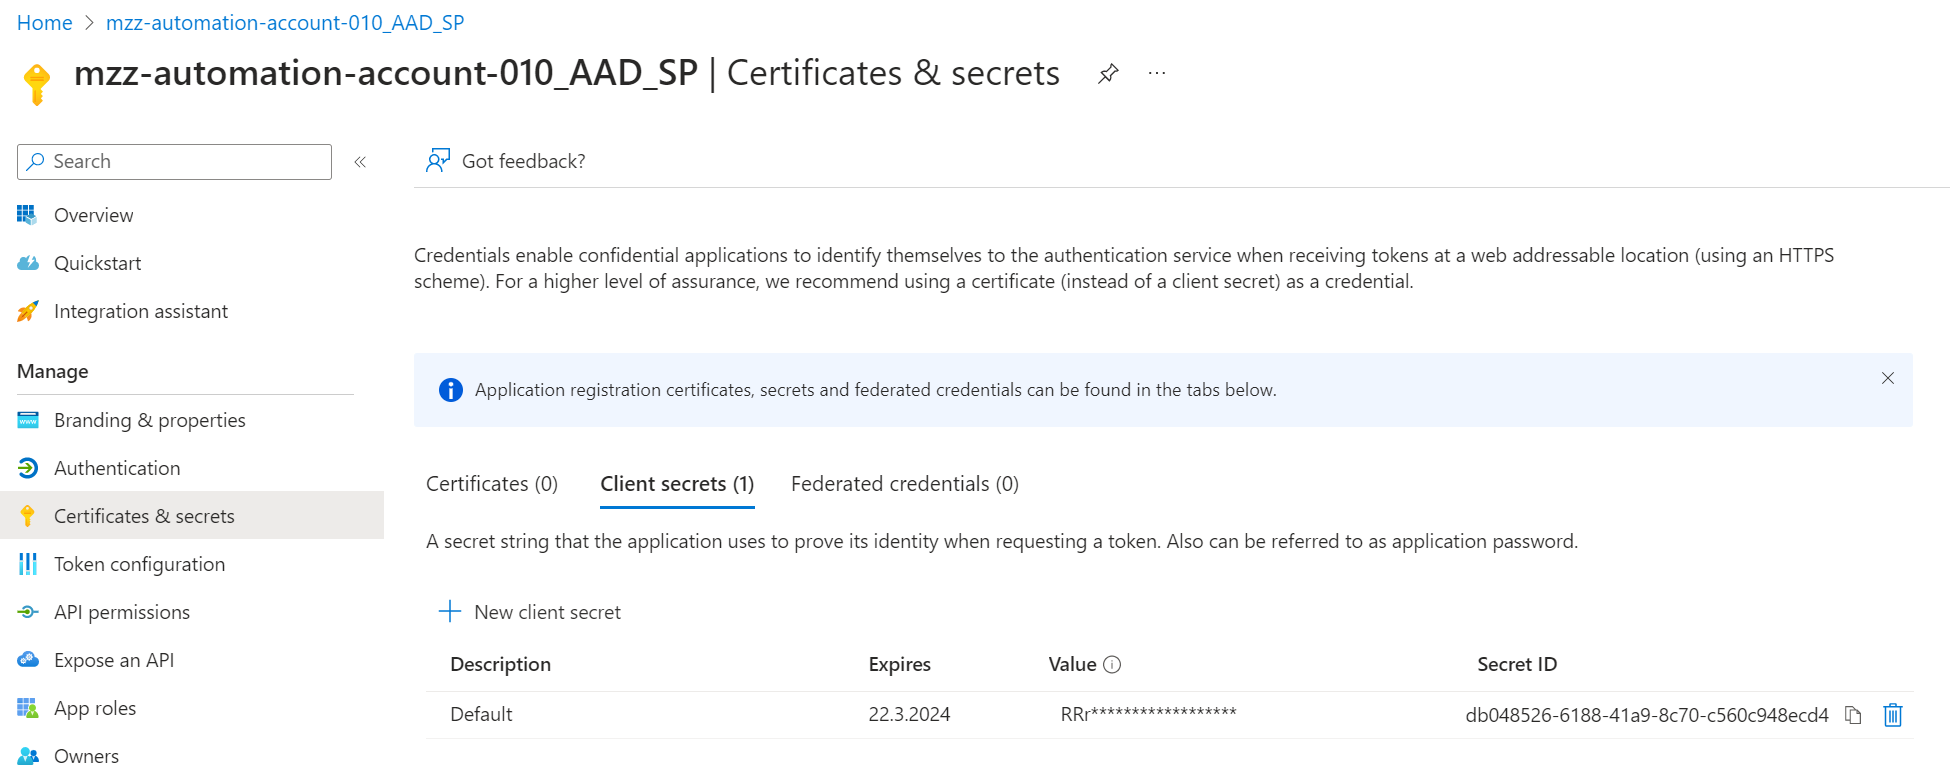 Home > mzz-automation-account-010_AAD_SP
mzz-automation-account-010_AAD_SP | Certificates & secrets
Search
Got feedback?
Overview
Quickstart
Integration assistant
Manage
Branding & properties
Authentication
Certificates & secrets
Token configuration
API permissions
Expose an API
App roles
Owners
Credentials enable confidential applications to identify themselves to the authentication service when receiving tokens at a web addressable location (using an HTTPS
scheme). For a higher level of assurance, we recommend using a certificate (instead of a client secret) as a credential.
Application registration certificates, secrets and federated credentials can be found in the tabs below.
Certificates (0) Client secrets (1) Federated credentials (0)
A secret string that the application uses to prove its identity when requesting a token. Also can be referred to as application password.
New client secret
Description Expires Value Secret ID
Default 22.3.2024 RRr****************** db048526-6188-41a9-8c70-c560c948ecd4